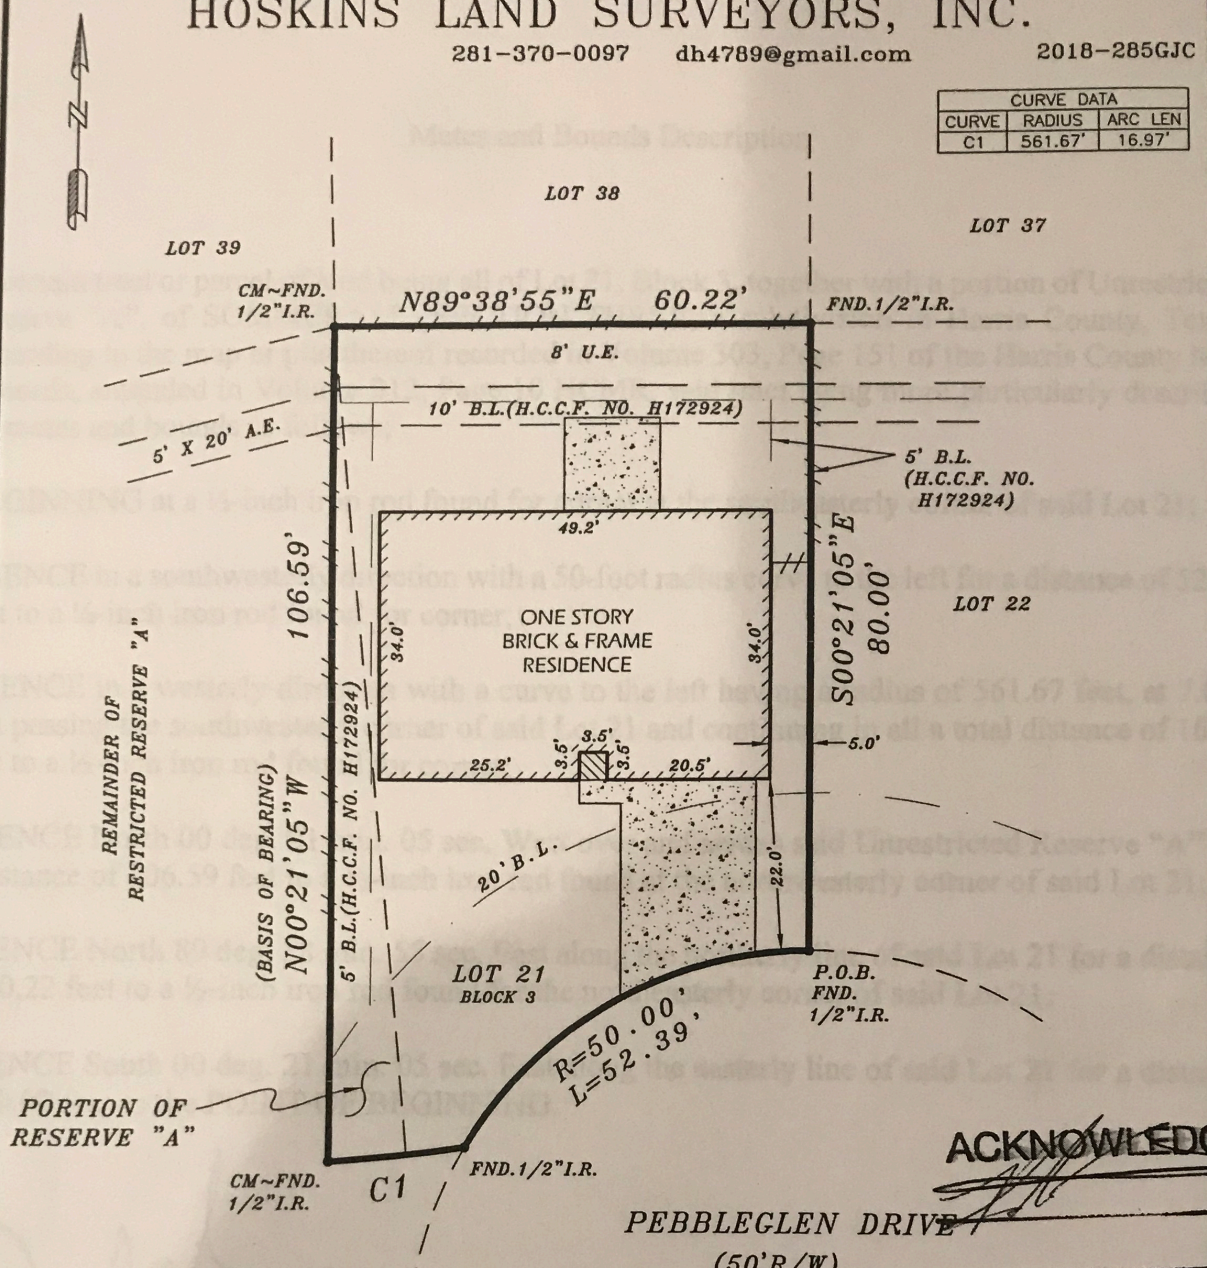 HOSKINS LAND SURVEYORS, INC.
281-370-0097 dh4789@gmail.com 2018-285GJC
CURVE DATA
CURVE RADIUS ARC LEN
C1 561.67' 16.97'
LOT 38
LOT 37
LOT 39
CM~FND.
1/2"I.R.
N89°38'55"E 60.22'
FND.1/2"I.R.
8' U.E.
10' B.L.(H.C.C.F. NO. H172924)
5' X 20' A.E.
5' B.L.
(H.C.C.F. NO.
H172924)
49.2'
106.59'
S00°21'05"E
80.00'
ONE STORY
BRICK & FRAME
RESIDENCE
34.0'
34.0'
LOT 22
REMAINDER OF
RESTRICTED RESERVE "A"
3.5'
3.5'
3.5'
25.2'
20.5'
5.0'
(BASIS OF BEARING)
N00°21'05"W
5' B.L.(H.C.C.F. NO. H172924)
20' B.L.
22.0'
LOT 21
BLOCK 3
P.O.B.
FND.
1/2"I.R.
R=50.00'
L=52.39'
PORTION OF
RESERVE "A"
CM~FND.
1/2"I.R.
C1
FND.1/2"I.R.
ACKNOWLEDG
PEBBLEGLEN DRIVE
(50'R/W)